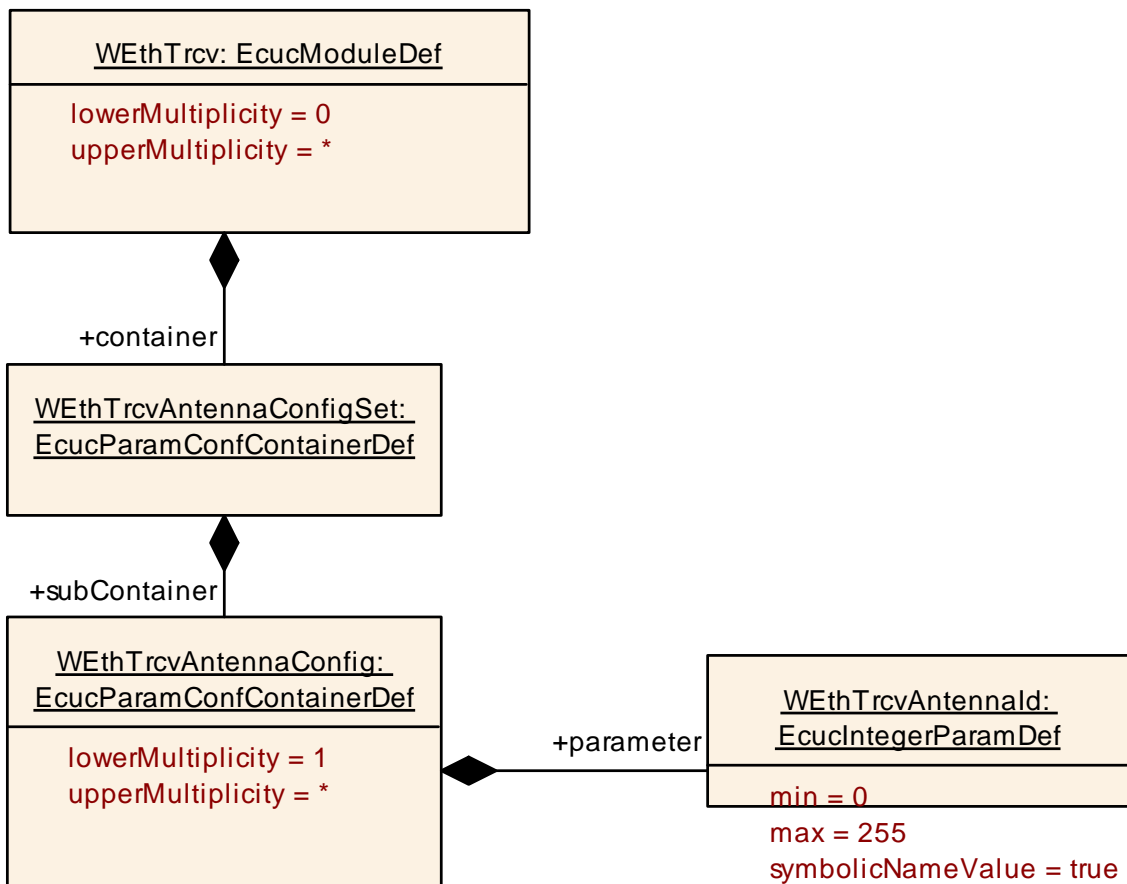 WEthTrcv: EcucModuleDef
lowerMultiplicity = 0
upperMultiplicity = *
+container
WEthTrcvAntennaConfigSet:
EcucParamConfContainerDef
+subContainer
WEthTrcvAntennaConfig:
EcucParamConfContainerDef
lowerMultiplicity = 1
upperMultiplicity = *
+parameter
WEthTrcvAntennaId:
EcucIntegerParamDef
min = 0
max = 255
symbolicNameValue = true